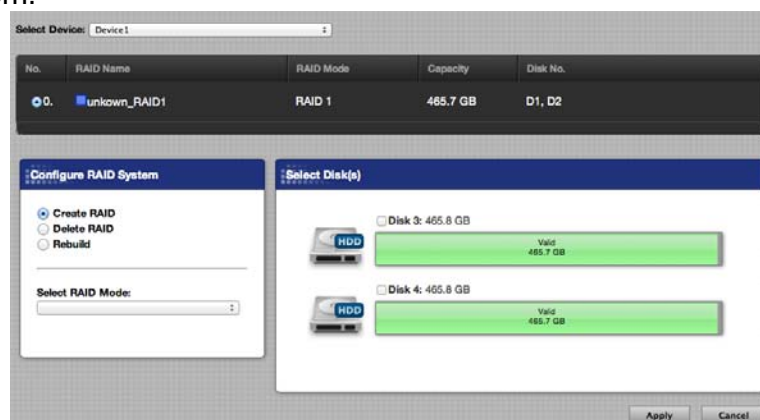 Select Device: Device1
No. RAID Name RAID Mode Capacity Disk No.
0. unkown_RAID1 RAID 1 465.7 GB D1, D2
Configure RAID System
Create RAID
Delete RAID
Rebuild
Select RAID Mode:
Select Disk(s)
HDD
Disk 3: 465.8 GB
Valid
465.7 GB
HDD
Disk 4: 465.8 GB
Valid
465.7 GB
Apply Cancel